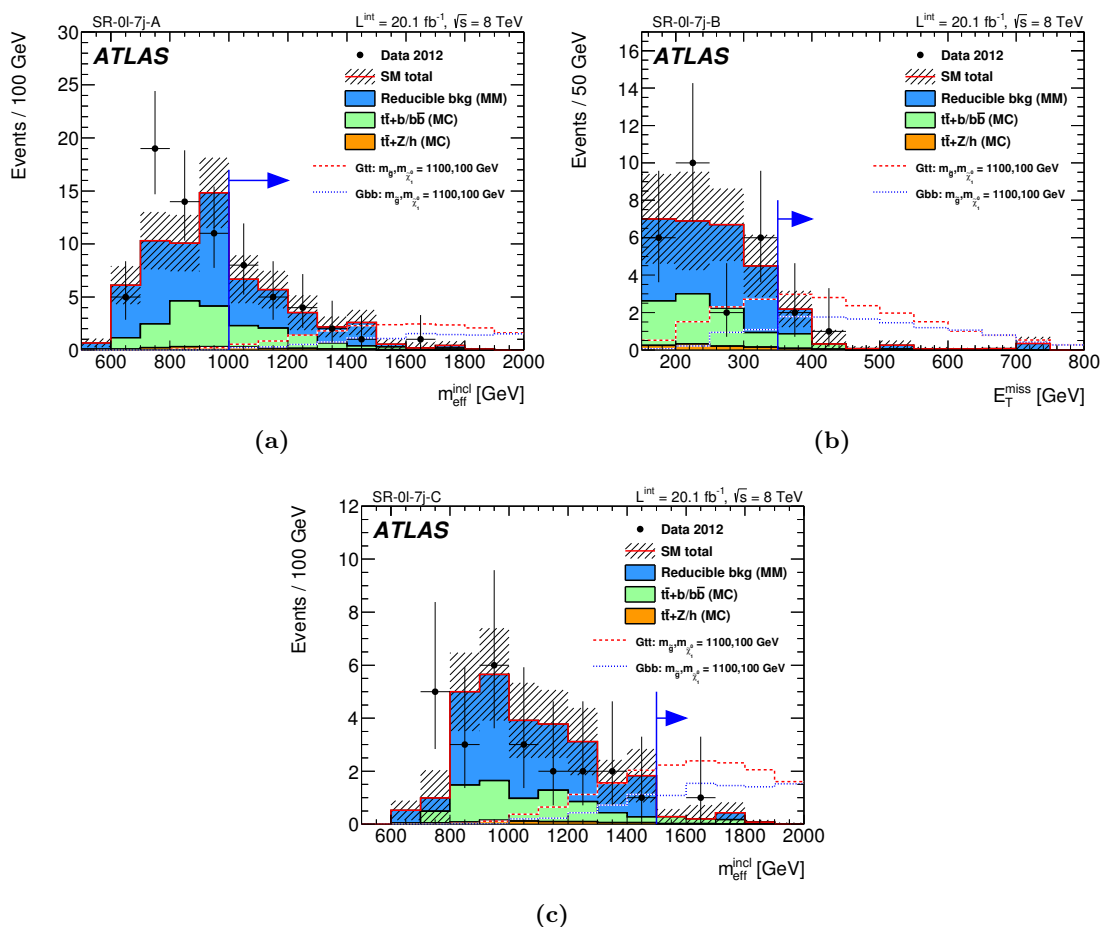 SR-0l-7j-A
L^int = 20.1 fb^-1, √s = 8 TeV
ATLAS
Events / 100 GeV
30
25
20
15
10
5
0
Data 2012
SM total
Reducible bkg (MM)
tt̄+b/bb̄ (MC)
tt̄+Z/h (MC)
Gtt: m_g̃,m_χ̃₁⁰ = 1100,100 GeV
Gbb: m_g̃,m_χ̃₁⁰ = 1100,100 GeV
600 800 1000 1200 1400 1600 1800 2000
m_eff^incl [GeV]
(a)
SR-0l-7j-B
L^int = 20.1 fb^-1, √s = 8 TeV
ATLAS
Events / 50 GeV
16
14
12
10
8
6
4
2
0
Data 2012
SM total
Reducible bkg (MM)
tt̄+b/bb̄ (MC)
tt̄+Z/h (MC)
Gtt: m_g̃,m_χ̃₁⁰ = 1100,100 GeV
Gbb: m_g̃,m_χ̃₁⁰ = 1100,100 GeV
200 300 400 500 600 700 800
E_T^miss [GeV]
(b)
SR-0l-7j-C
L^int = 20.1 fb^-1, √s = 8 TeV
ATLAS
Events / 100 GeV
12
10
8
6
4
2
0
Data 2012
SM total
Reducible bkg (MM)
tt̄+b/bb̄ (MC)
tt̄+Z/h (MC)
Gtt: m_g̃,m_χ̃₁⁰ = 1100,100 GeV
Gbb: m_g̃,m_χ̃₁⁰ = 1100,100 GeV
600 800 1000 1200 1400 1600 1800 2000
m_eff^incl [GeV]
(c)